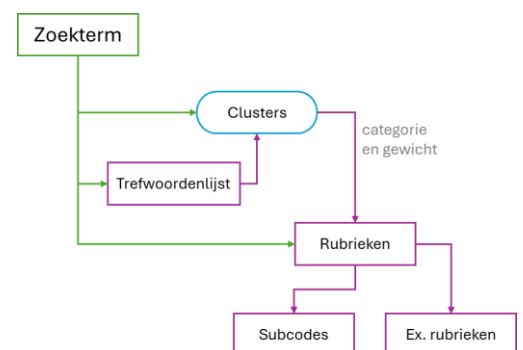 Zoekterm
Clusters
categorie
en gewicht
Trefwoordenlijst
Rubrieken
Subcodes
Ex. rubrieken